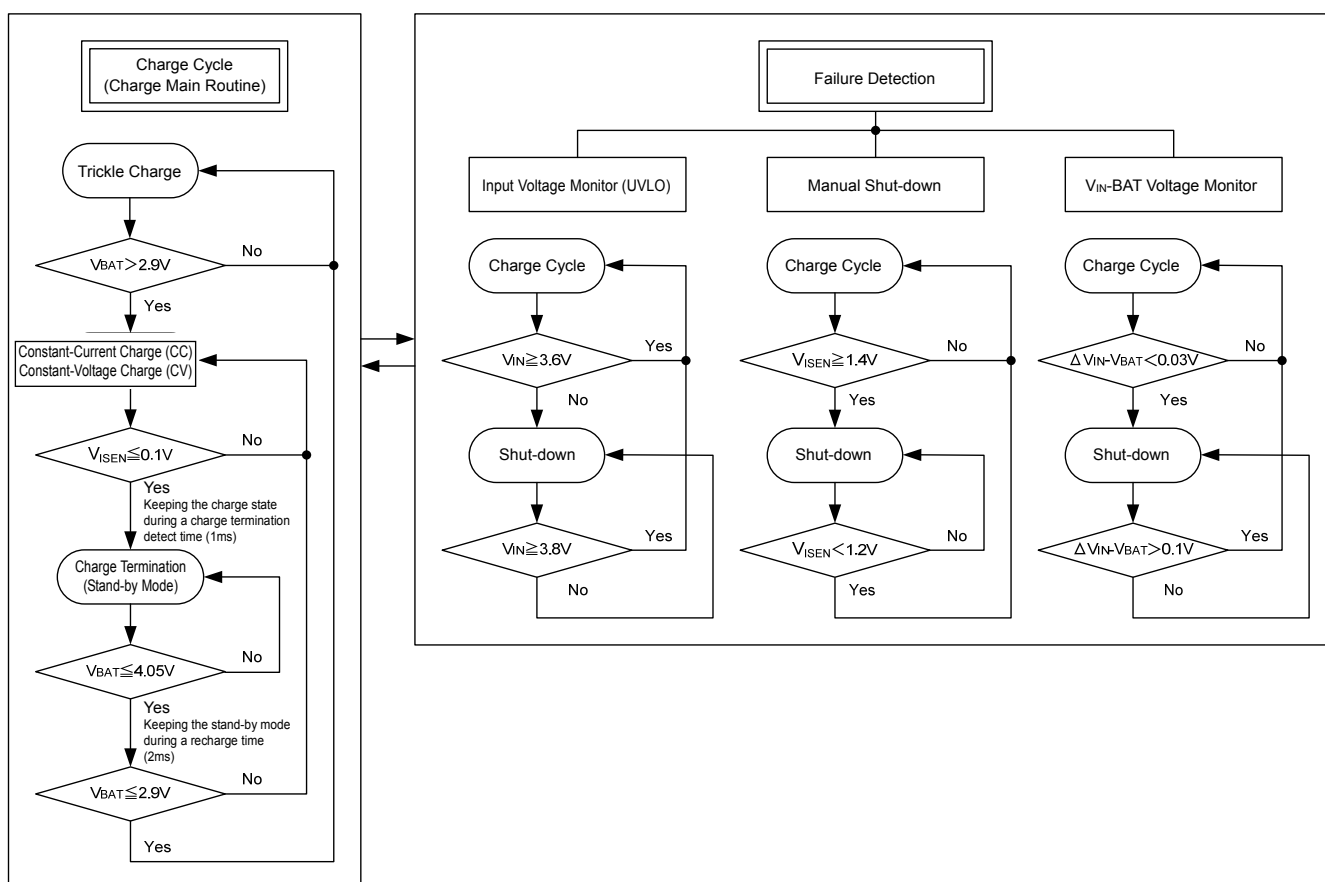 Charge Cycle
(Charge Main Routine)
Trickle Charge
VBAT>2.9V
No
Yes
Constant-Current Charge (CC)
Constant-Voltage Charge (CV)
VISEN≦0.1V
No
Yes
Keeping the charge state
during a charge termination
detect time (1ms)
Charge Termination
(Stand-by Mode)
VBAT≦4.05V
No
Yes
Keeping the stand-by mode
during a recharge time
(2ms)
VBAT≦2.9V
No
Yes
Failure Detection
Input Voltage Monitor (UVLO)
Charge Cycle
VIN≧3.6V
Yes
No
Shut-down
VIN≧3.8V
Yes
No
Manual Shut-down
Charge Cycle
VISEN≧1.4V
No
Yes
Shut-down
VISEN<1.2V
No
Yes
VIN-BAT Voltage Monitor
Charge Cycle
ΔVIN-VBAT<0.03V
No
Yes
Shut-down
ΔVIN-VBAT>0.1V
Yes
No